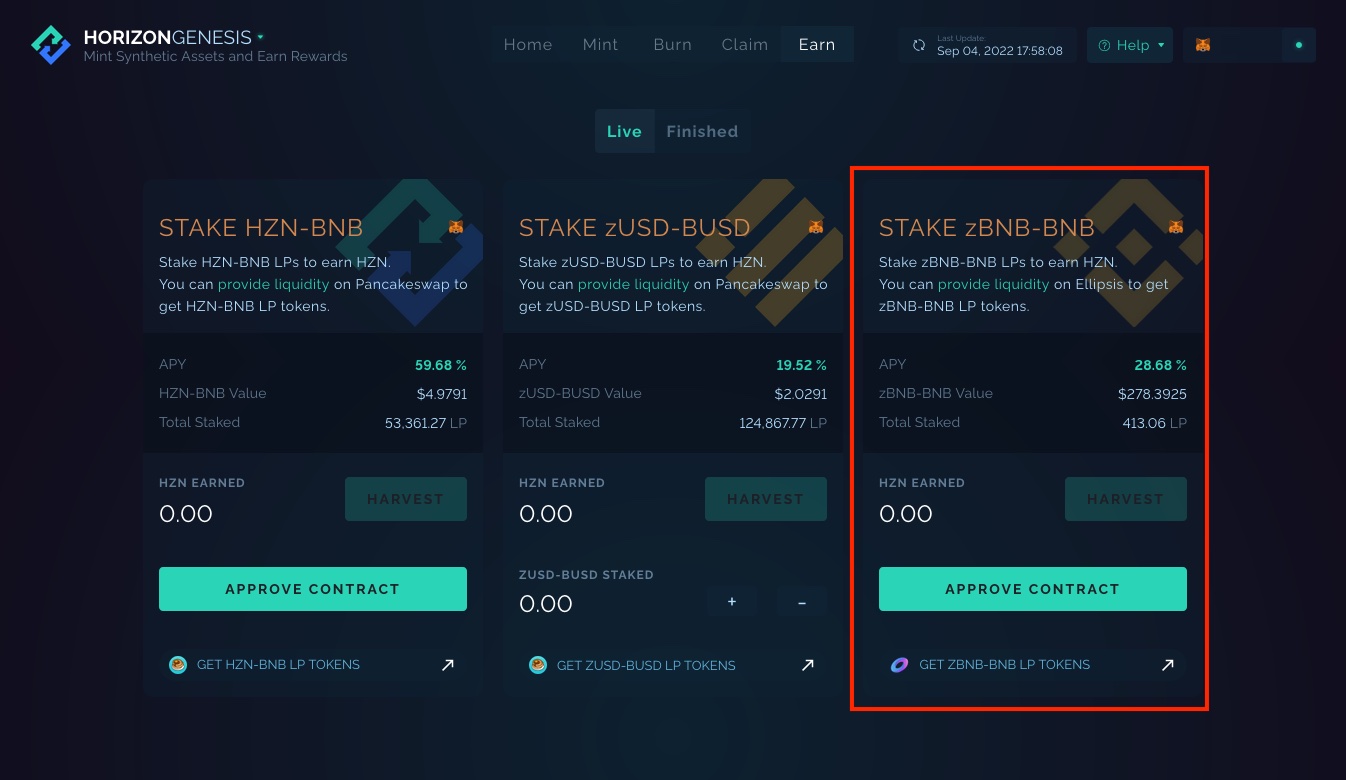 HORIZONGENESIS
Mint Synthetic Assets and Earn Rewards
Home
Mint
Burn
Claim
Earn
Last Update:
Sep 04, 2022 17:58:08
Help
Live
Finished
STAKE HZN-BNB
Stake HZN-BNB LPs to earn HZN.
You can provide liquidity on Pancakeswap to
get HZN-BNB LP tokens.
APY 59.68 %
HZN-BNB Value $4.9791
Total Staked 53,361.27 LP
HZN EARNED
0.00
HARVEST
APPROVE CONTRACT
GET HZN-BNB LP TOKENS
STAKE zUSD-BUSD
Stake zUSD-BUSD LPs to earn HZN.
You can provide liquidity on Pancakeswap to
get zUSD-BUSD LP tokens.
APY 19.52 %
zUSD-BUSD Value $2.0291
Total Staked 124,867.77 LP
HZN EARNED
0.00
HARVEST
ZUSD-BUSD STAKED
0.00
+ -
GET ZUSD-BUSD LP TOKENS
STAKE zBNB-BNB
Stake zBNB-BNB LPs to earn HZN.
You can provide liquidity on Ellipsis to get
zBNB-BNB LP tokens.
APY 28.68 %
zBNB-BNB Value $278.3925
Total Staked 413.06 LP
HZN EARNED
0.00
HARVEST
APPROVE CONTRACT
GET ZBNB-BNB LP TOKENS